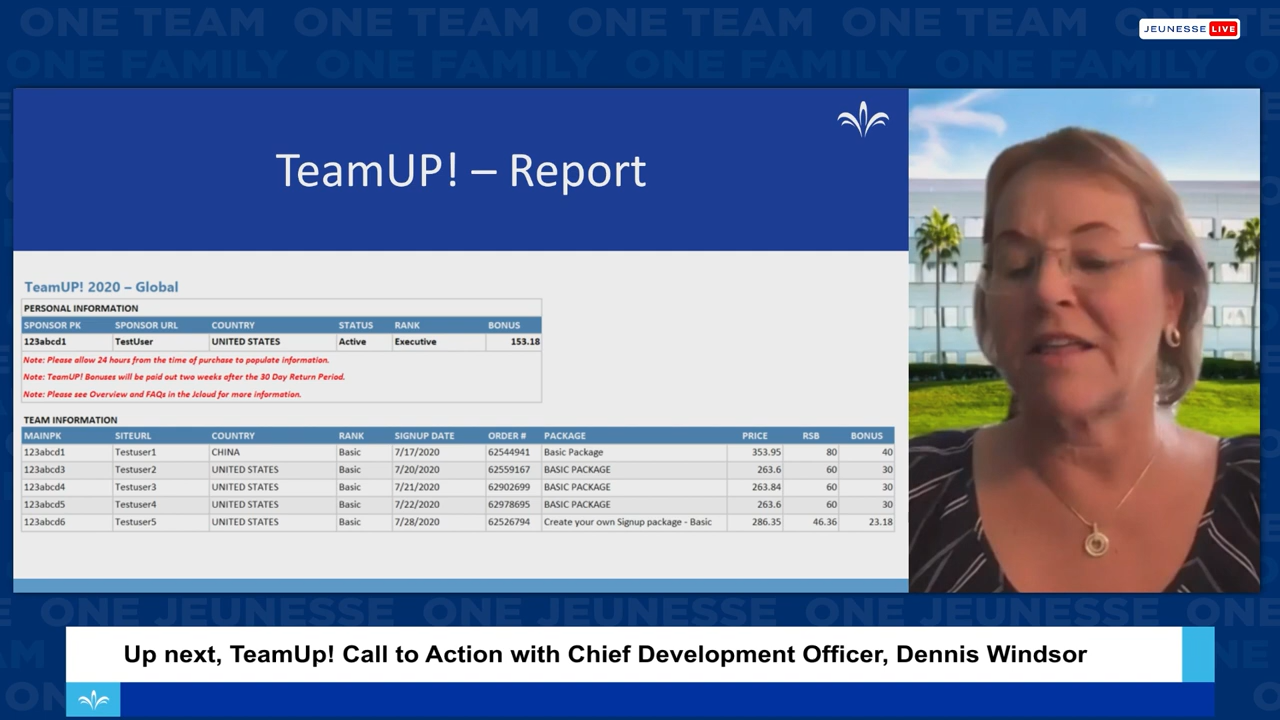 ONE TEAM ONE TEAM ONE TEAM ONE TEAM
JEUNESSE LIVE
ONE FAMILY ONE FAMILY ONE FAMILY
TeamUP! – Report
TeamUP! 2020 – Global
PERSONAL INFORMATION
SPONSOR PK SPONSOR URL COUNTRY STATUS RANK BONUS
123abcd1 TestUser UNITED STATES Active Executive 153.18
Note: Please allow 24 hours from the time of purchase to populate information.
Note: TeamUP! Bonuses will be paid out two weeks after the 30 Day Return Period.
Note: Please see Overview and FAQs in the Jcloud for more information.
TEAM INFORMATION
MAINPK SITEURL COUNTRY RANK SIGNUP DATE ORDER # PACKAGE PRICE RSB BONUS
123abcd1 Testuser1 CHINA Basic 7/17/2020 62544941 Basic Package 353.95 80 40
123abcd3 Testuser2 UNITED STATES Basic 7/20/2020 62559167 BASIC PACKAGE 263.6 60 30
123abcd4 Testuser3 UNITED STATES Basic 7/21/2020 62902699 BASIC PACKAGE 263.84 60 30
123abcd5 Testuser4 UNITED STATES Basic 7/22/2020 62978695 BASIC PACKAGE 263.6 60 30
123abcd6 Testuser5 UNITED STATES Basic 7/28/2020 62526794 Create your own Signup package - Basic 286.35 46.36 23.18
ONE JEUNESSE ONE JEUNESSE ONE JEUNESSE ONE
Up next, TeamUp! Call to Action with Chief Development Officer, Dennis Windsor